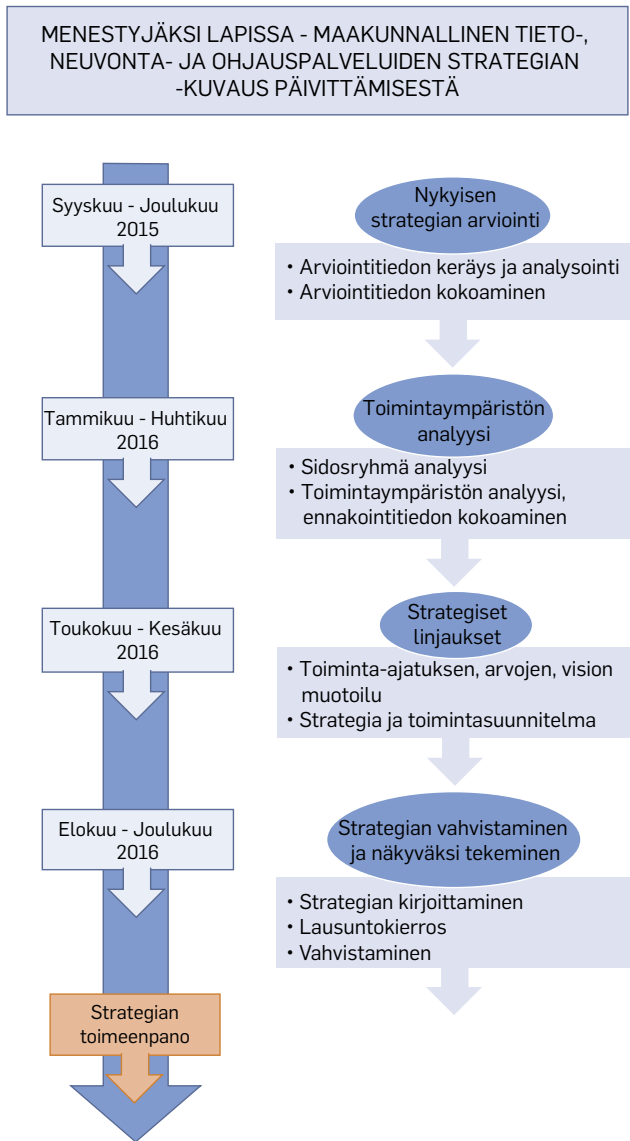 MENESTYJÄKSI LAPISSA - MAAKUNNALLINEN TIETO-,
NEUVONTA- JA OHJAUSPALVELUIDEN STRATEGIAN
-KUVAUS PÄIVITTÄMISESTÄ
Syyskuu - Joulukuu
2015
Nykyisen
strategian arviointi
• Arviointitiedon keräys ja analysointi
• Arviointitiedon kokoaminen
Tammikuu - Huhtikuu
2016
Toimintaympäristön
analyysi
• Sidosryhmä analyysi
• Toimintaympäristön analyysi,
ennakointitiedon kokoaminen
Toukokuu - Kesäkuu
2016
Strategiset
linjaukset
• Toiminta-ajatuksen, arvojen, vision
muotoilu
• Strategia ja toimintasuunnitelma
Elokuu - Joulukuu
2016
Strategian vahvistaminen
ja näkyväksi tekeminen
• Strategian kirjoittaminen
• Lausuntokierros
• Vahvistaminen
Strategian
toimeenpano